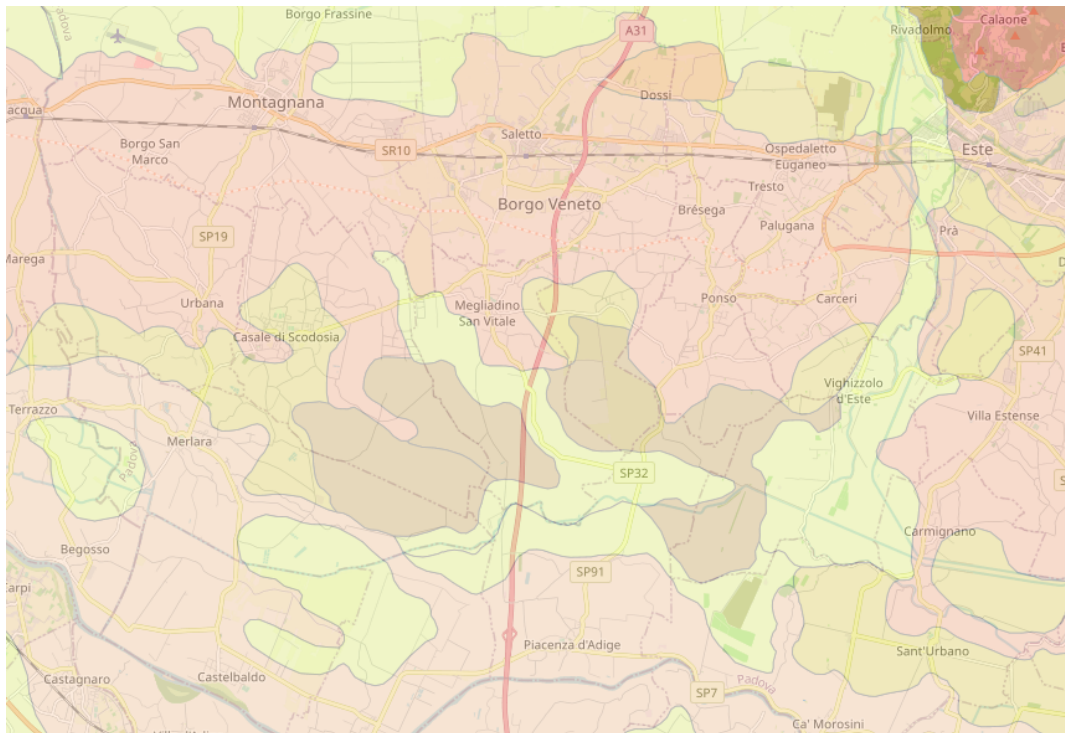 Borgo Frassine
Rivadolmo
Calaone
A31
Padova
Dossi
Montagnana
acqua
Saletto
Borgo San
Marco
SR10
Ospedaletto
Euganeo
Este
Tresto
Borgo Veneto
Brésega
Palugana
SP19
Prà
Marega
Urbana
Megliadino
San Vitale
Ponso
Carceri
Casale di Scodosia
SP41
Vighizzolo
d'Este
Terrazzo
Merlara
Padova
Villa Estense
SP32
Carmignano
Begosso
SP91
Carpi
Piacenza d'Adige
Sant'Urbano
Castagnaro
Castelbaldo
Padova
SP7
Ca' Morosini